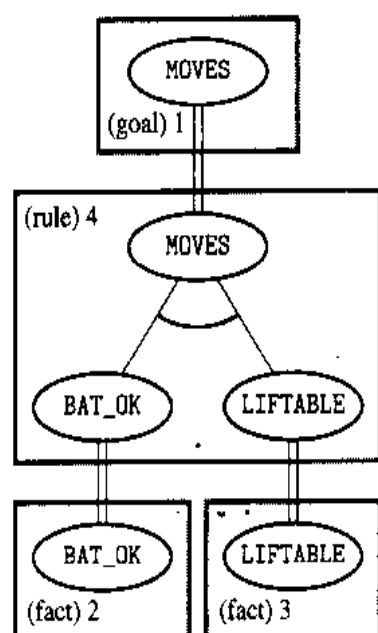 MOVES
(goal) 1
(rule) 4
MOVES
BAT_OK LIFTABLE
BAT_OK LIFTABLE
(fact) 2 (fact) 3